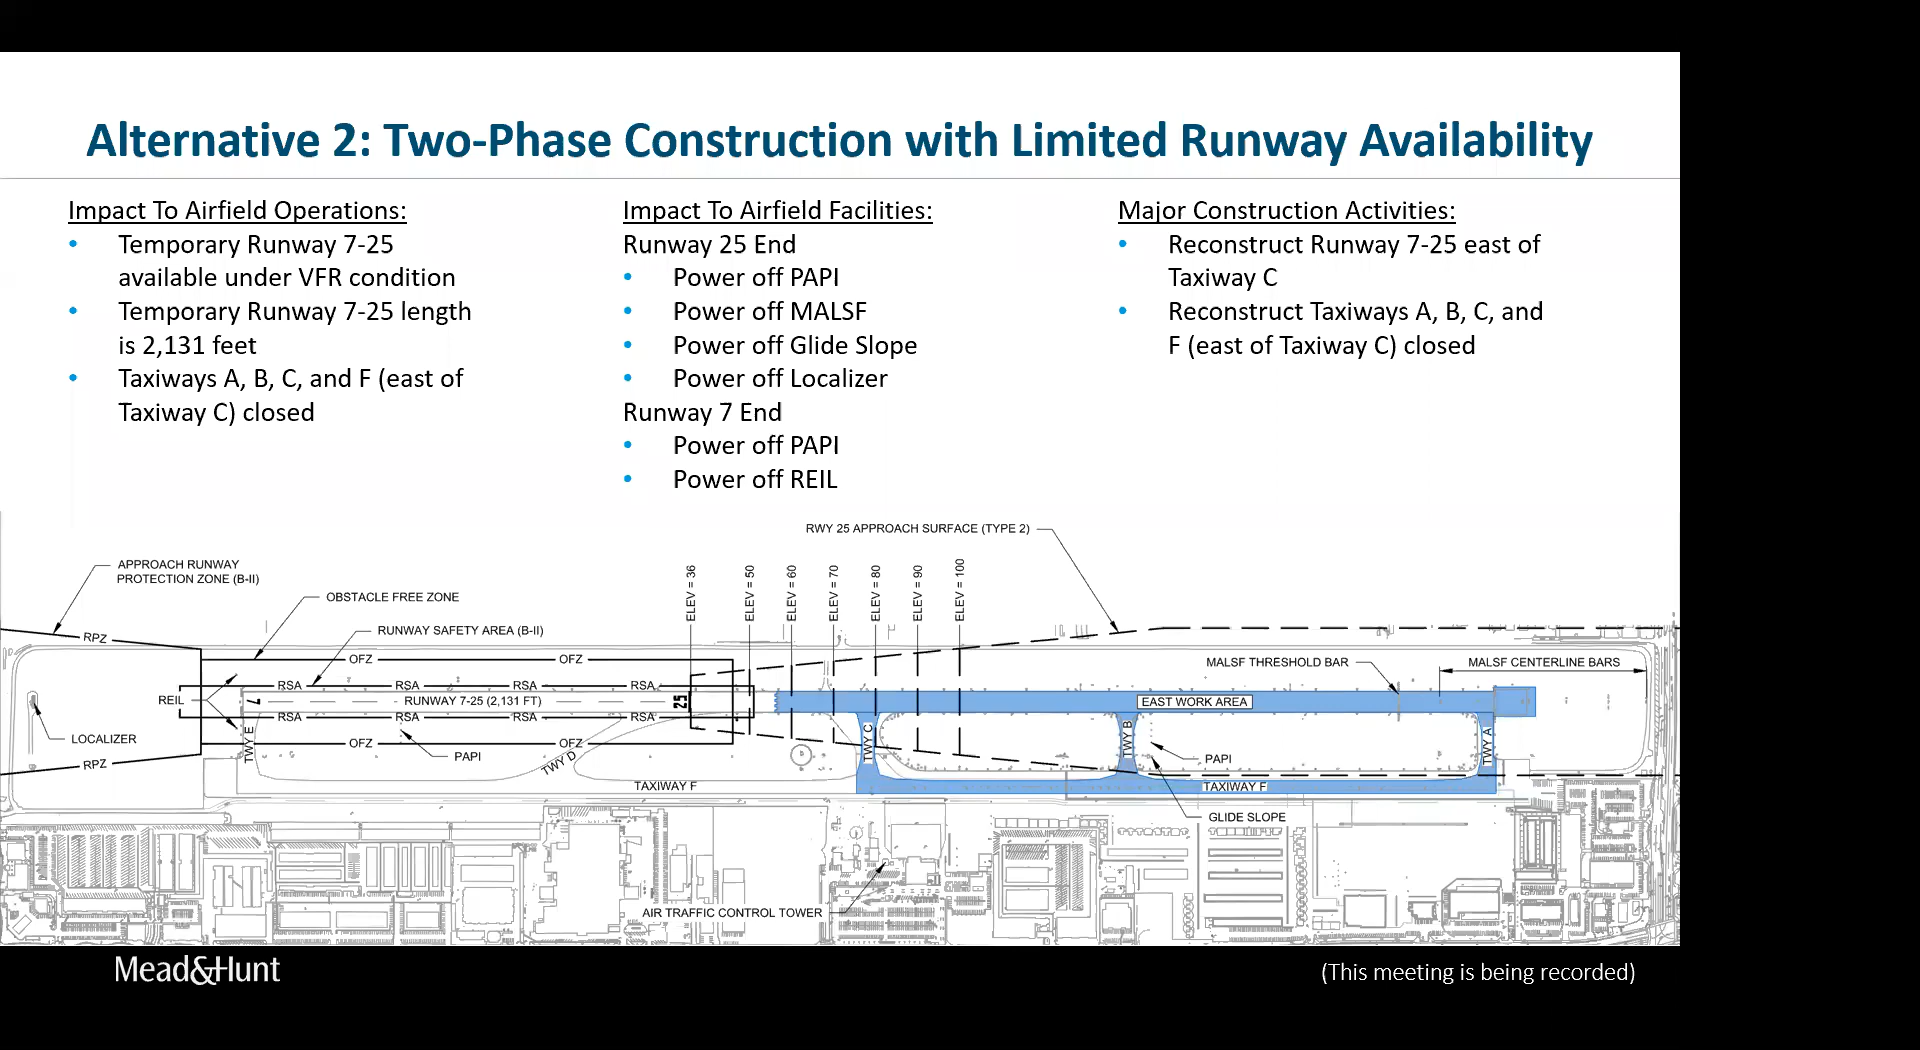 Alternative 2: Two-Phase Construction with Limited Runway Availability
Impact To Airfield Operations:
• Temporary Runway 7-25
available under VFR condition
• Temporary Runway 7-25 length
is 2,131 feet
• Taxiways A, B, C, and F (east of
Taxiway C) closed
Impact To Airfield Facilities:
Runway 25 End
• Power off PAPI
• Power off MALSF
• Power off Glide Slope
• Power off Localizer
Runway 7 End
• Power off PAPI
• Power off REIL
Major Construction Activities:
• Reconstruct Runway 7-25 east of
Taxiway C
• Reconstruct Taxiways A, B, C, and
F (east of Taxiway C) closed
RWY 25 APPROACH SURFACE (TYPE 2)
APPROACH RUNWAY
PROTECTION ZONE (B-II)
OBSTACLE FREE ZONE
RUNWAY SAFETY AREA (B-II)
ELEV = 36
ELEV = 50
ELEV = 60
ELEV = 70
ELEV = 80
ELEV = 90
ELEV = 100
RPZ
OFZ
OFZ
MALSF THRESHOLD BAR
MALSF CENTERLINE BARS
RSA
RSA
RSA
RSA
REIL
7
RUNWAY 7-25 (2,131 FT)
25
EAST WORK AREA
RSA
RSA
RSA
RSA
LOCALIZER
TWY E
OFZ
OFZ
TWY C
TWY B
TWY A
RPZ
PAPI
TWY D
PAPI
TAXIWAY F
TAXIWAY F
GLIDE SLOPE
AIR TRAFFIC CONTROL TOWER
Mead&Hunt
(This meeting is being recorded)